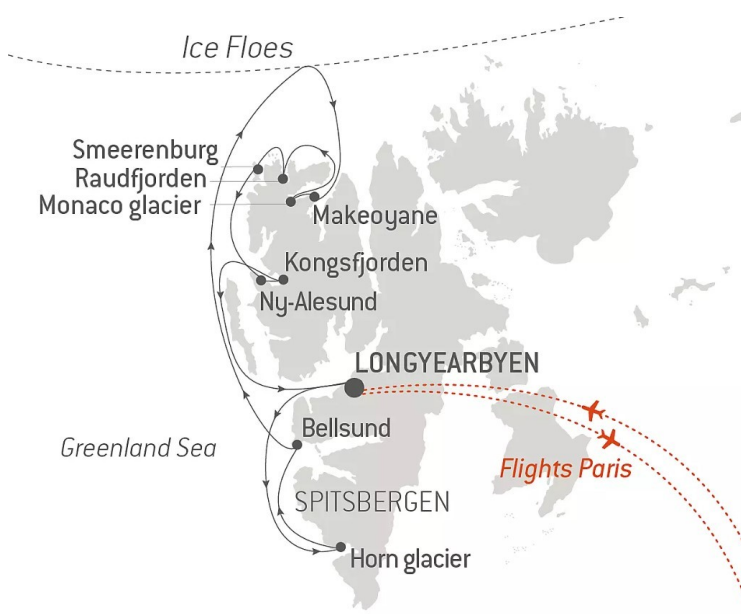 Ice Floes
Smeerenburg
Raudfjorden
Monaco glacier
Makeoyane
Kongsfjorden
Ny-Alesund
LONGYEARBYEN
Bellsund
Greenland Sea
Flights Paris
SPITSBERGEN
Horn glacier